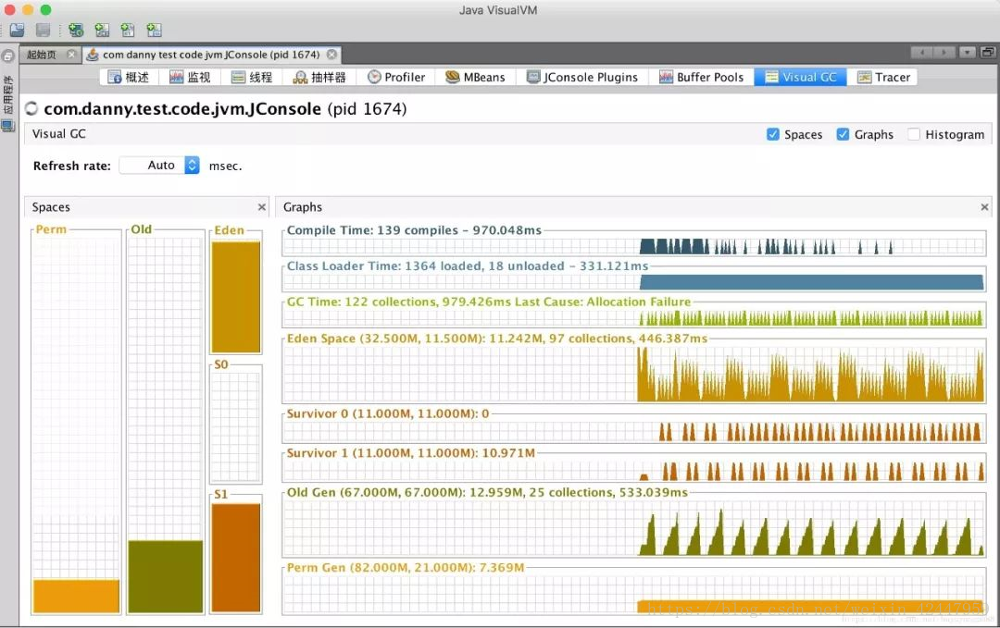 Java VisualVM
起始页
com danny test code jvm JConsole (pid 1674)
应用程序
概述 监视 线程 抽样器 Profiler MBeans JConsole Plugins Buffer Pools Visual GC Tracer
com.danny.test.code.jvm.JConsole (pid 1674)
Visual GC Spaces Graphs Histogram
Refresh rate: Auto msec.
Spaces
Perm
Old
Eden
S0
S1
Graphs
Compile Time: 139 compiles - 970.048ms
Class Loader Time: 1364 loaded, 18 unloaded - 331.121ms
GC Time: 122 collections, 979.426ms Last Cause: Allocation Failure
Eden Space (32.500M, 11.500M): 11.242M, 97 collections, 446.387ms
Survivor 0 (11.000M, 11.000M): 0
Survivor 1 (11.000M, 11.000M): 10.971M
Old Gen (67.000M, 67.000M): 12.959M, 25 collections, 533.039ms
Perm Gen (82.000M, 21.000M): 7.369M